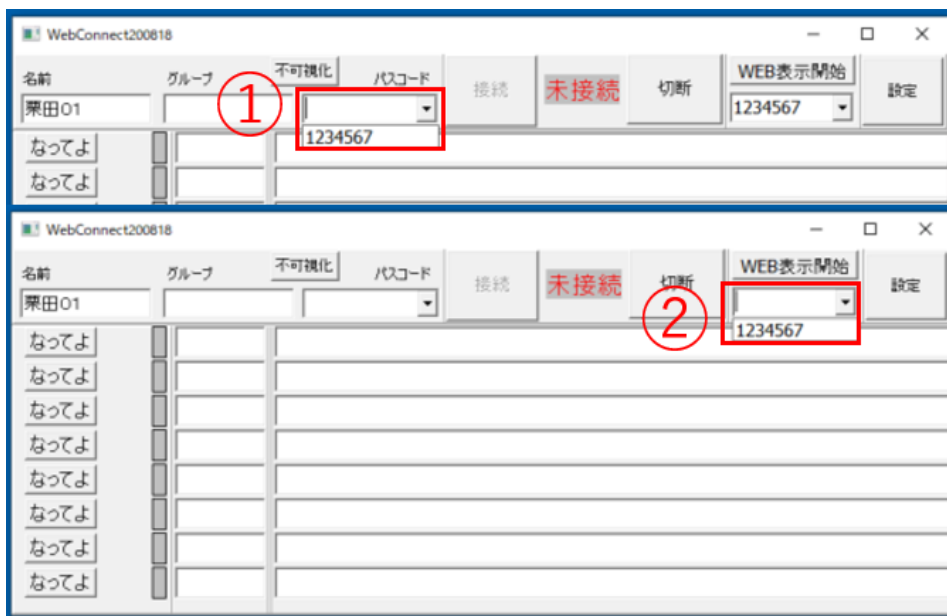 WebConnect200818
名前 グループ 不可視化 パスコード 接続 未接続 切断 WEB表示開始 設定
栗田01 1234567
① 1234567
なってよ
なってよ
WebConnect200818
名前 グループ 不可視化 パスコード 接続 未接続 切断 WEB表示開始 設定
栗田01
② 1234567
なってよ
なってよ
なってよ
なってよ
なってよ
なってよ
なってよ
なってよ